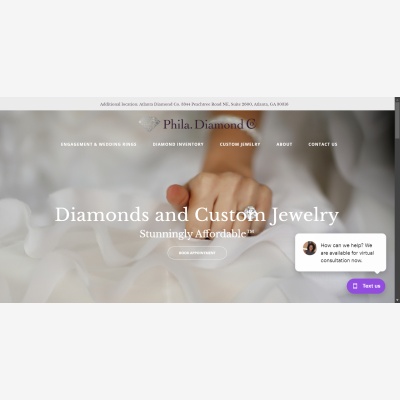 Additional location: Atlanta Diamond Co. 3344 Peachtree Road NE, Suite 2600, Atlanta, GA 30326
Phila. Diamond Co
ENGAGEMENT & WEDDING RINGS DIAMOND INVENTORY CUSTOM JEWELRY ABOUT CONTACT US
Diamonds and Custom Jewelry
Stunningly Affordable™
BOOK APPOINTMENT
How can we help? We
are available for virtual
consultation now.
Text us